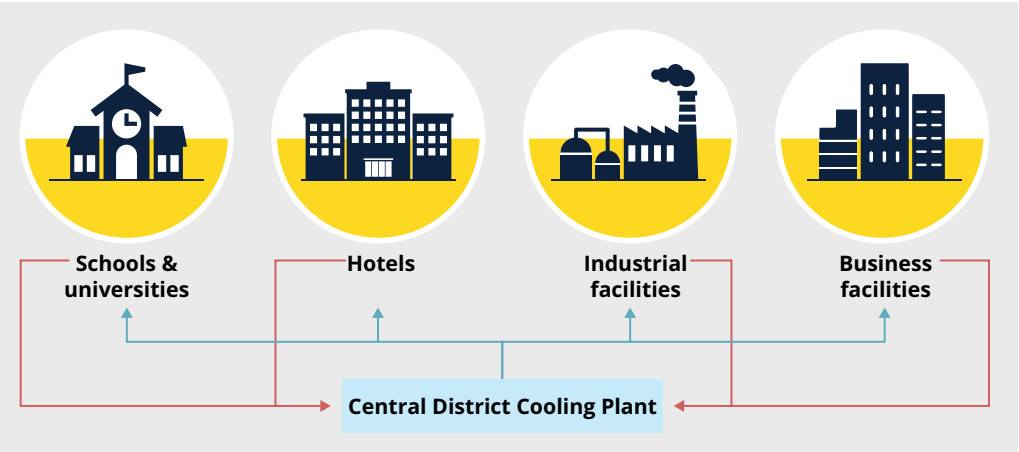 Schools &
universities
Hotels
Industrial
facilities
Business
facilities
Central District Cooling Plant